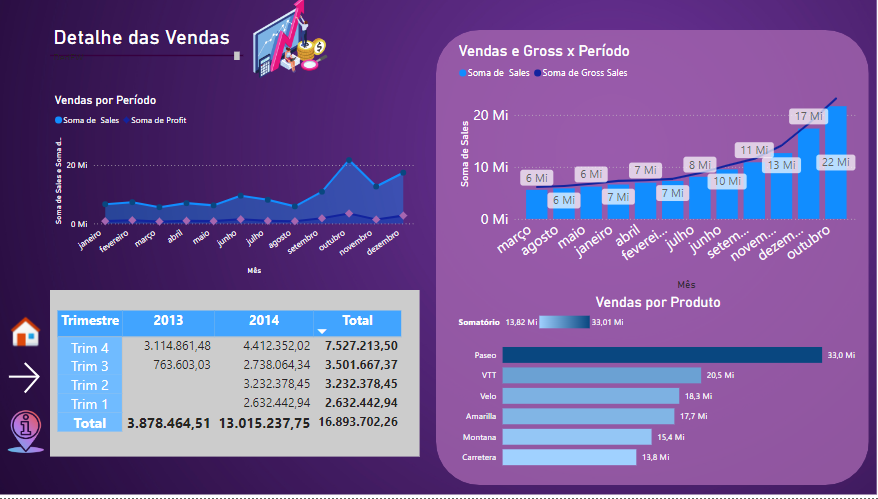 Detalhe das Vendas
Vendas por Período
Soma de Sales Soma de Profit
Soma de Sales e Soma d...
20 Mi
0 Mi
janeiro
fevereiro
março
abril
maio
junho
julho
agosto
setembro
outubro
novembro
dezembro
Mês
Trimestre 2013 2014 Total
Trim 4 3.114.861,48 4.412.352,02 7.527.213,50
Trim 3 763.603,03 2.738.064,34 3.501.667,37
Trim 2 3.232.378,45 3.232.378,45
Trim 1 2.632.442,94 2.632.442,94
Total 3.878.464,51 13.015.237,75 16.893.702,26
Vendas e Gross x Período
Soma de Sales Soma de Gross Sales
Soma de Sales
20 Mi
10 Mi
0 Mi
6 Mi
6 Mi
6 Mi
7 Mi
7 Mi
7 Mi
8 Mi
10 Mi
11 Mi
13 Mi
17 Mi
22 Mi
março
agosto
maio
janeiro
abril
feverei...
julho
junho
setem...
novem...
dezem...
outubro
Mês
Vendas por Produto
Somatório 13,82 Mi 33,01 Mi
Paseo 33,0 Mi
VTT 20,5 Mi
Velo 18,3 Mi
Amarilla 17,7 Mi
Montana 15,4 Mi
Carretera 13,8 Mi